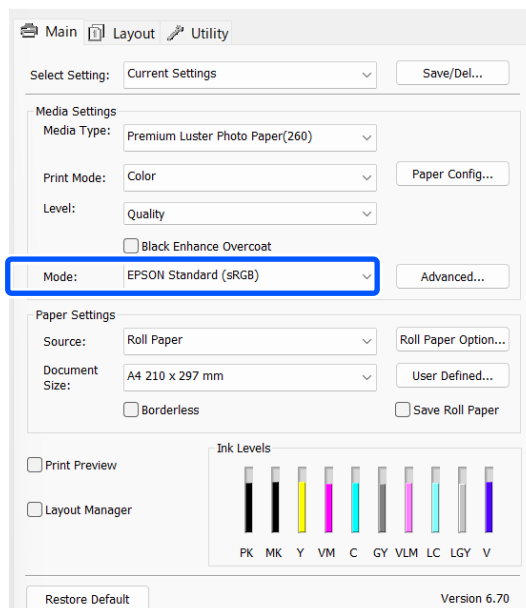 Main Layout Utility
Select Setting: Current Settings Save/Del...
Media Settings
Media Type: Premium Luster Photo Paper(260)
Print Mode: Color Paper Config...
Level: Quality
Black Enhance Overcoat
Mode: EPSON Standard (sRGB) Advanced...
Paper Settings
Source: Roll Paper Roll Paper Option...
Document
Size: A4 210 x 297 mm User Defined...
Borderless Save Roll Paper
Ink Levels
Print Preview
Layout Manager
PK MK Y VM C GY VLM LC LGY V
Restore Default Version 6.70